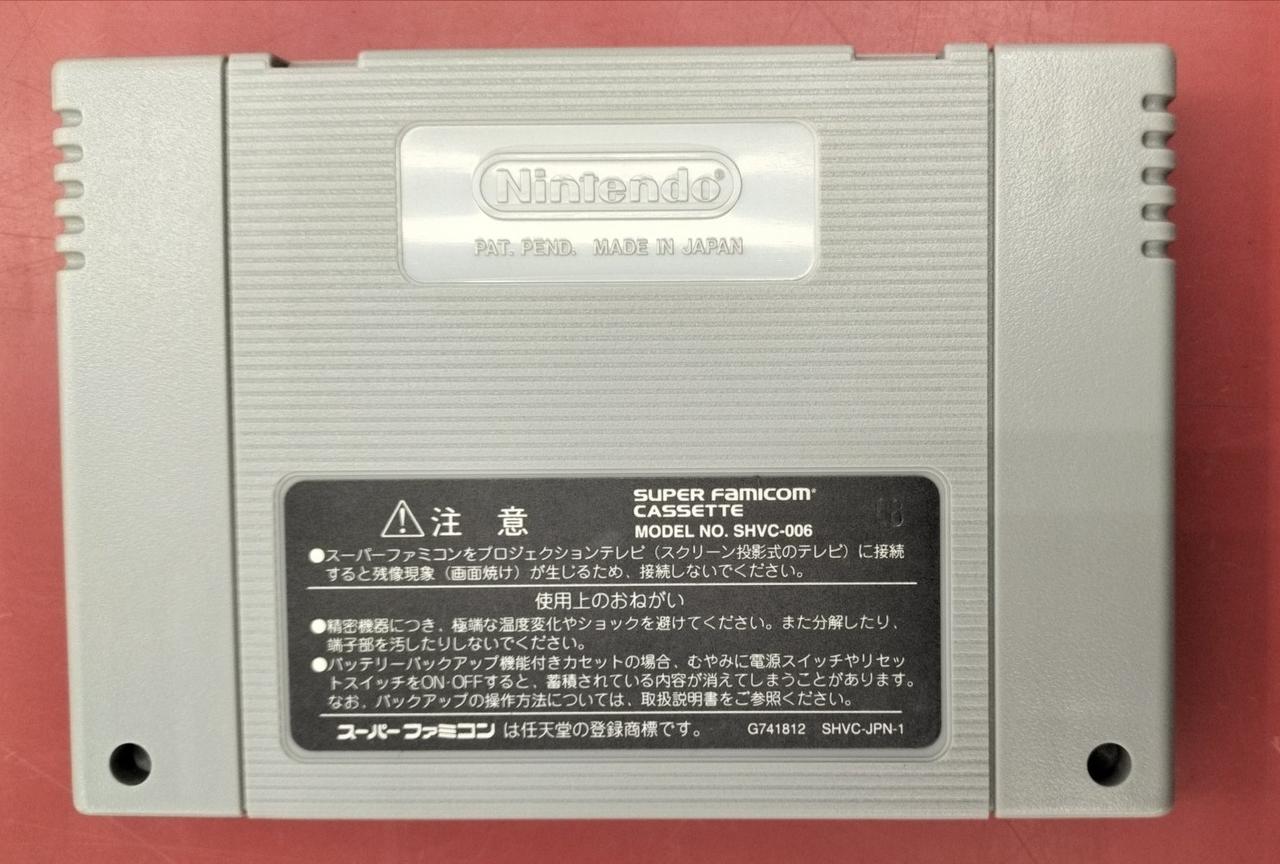 Nintendo®
PAT. PEND. MADE IN JAPAN
注 意
SUPER FAMICOM®
CASSETTE
MODEL NO. SHVC-006
●スーパーファミコンをプロジェクションテレビ（スクリーン投影式のテレビ）に接続
すると残像現象（画面焼け）が生じるため、接続しないでください。
使用上のおねがい
●精密機器につき、極端な温度変化やショックを避けてください。また分解したり、
端子部を汚したりしないでください。
●バッテリーバックアップ機能付きカセットの場合、むやみに電源スイッチやリセッ
トスイッチをON·OFFすると、蓄積されている内容が消えてしまうことがあります。
なお、バックアップの操作方法については、取扱説明書をご参照ください。
スーパーファミコン は任天堂の登録商標です。
G741812 SHVC-JPN-1